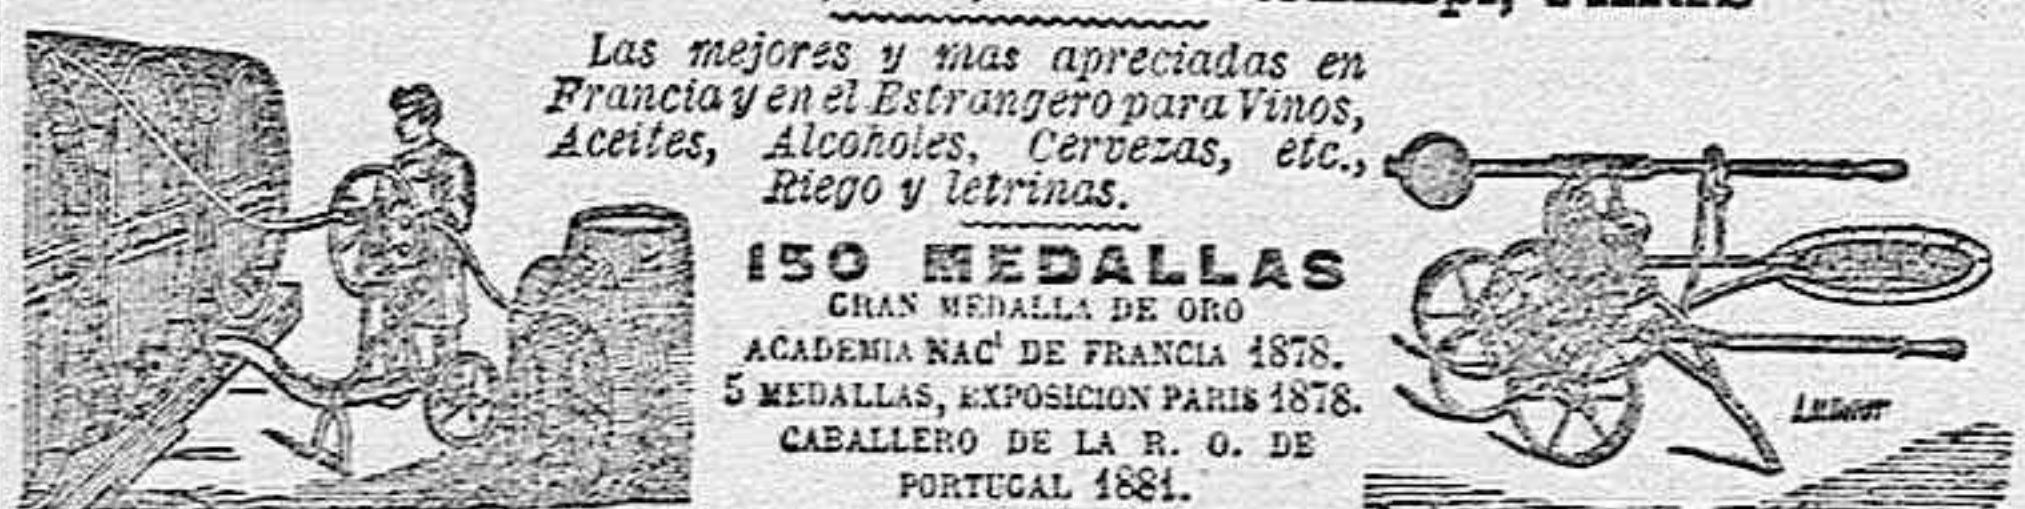 PARIS
Las mejores y mas apreciadas en
Francia y en el Estrangero para Vinos,
Aceites, Alcoholes, Cervezas, etc.,
Riego y letrinas.
150 MEDALLAS
GRAN MEDALLA DE ORO
ACADEMIA NACˡ DE FRANCIA 1878.
5 MEDALLAS, EXPOSICION PARIS 1878.
CABALLERO DE LA R. O. DE
PORTUGAL 1881.